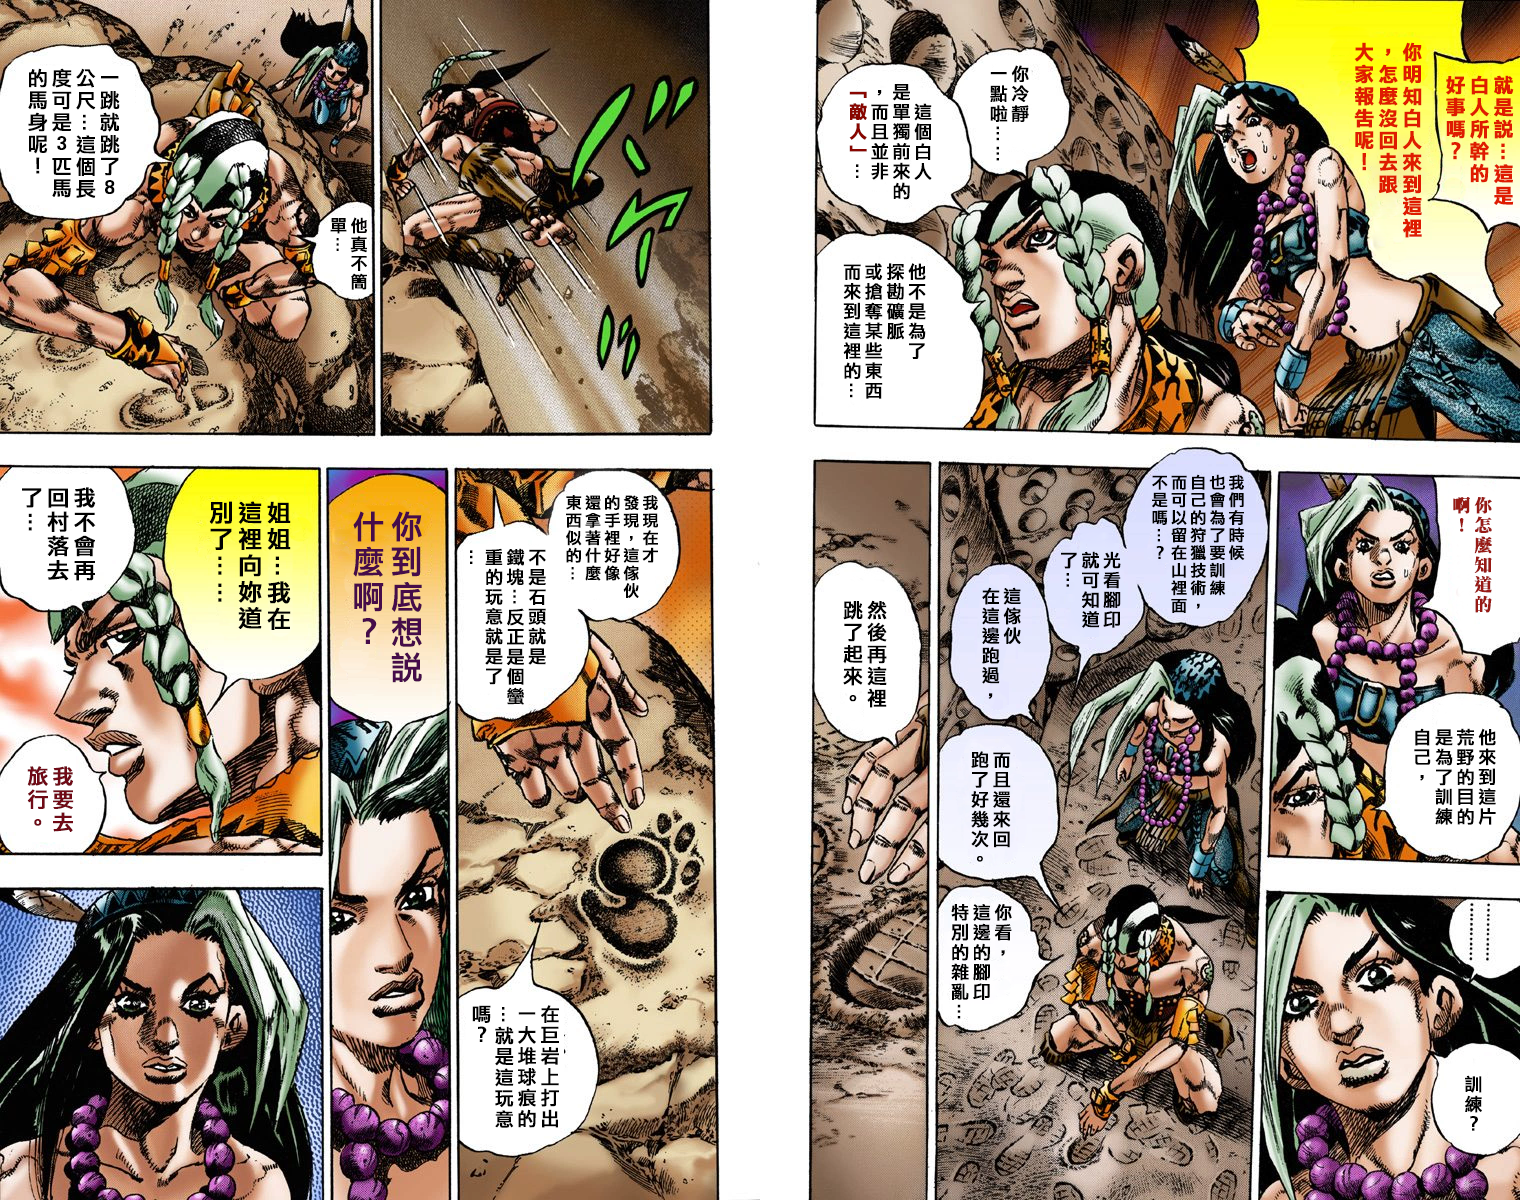 就是說…這是
白人所幹的
好事嗎？
你明知白人來到這裡
，怎麼沒回去跟
大家報告呢！
你冷靜
一點啦……
這個白人
是單獨前來的
，而且並非
「敵人」…
他不是為了
探勘礦脈
或搶奪某些東西
而來到這裡的…
你怎麼知道的
啊！
他來到這片
荒野的目的
是為了訓練
自己，
…………
…………
訓練？
我們有時候
也會為了要訓練
自己的狩獵技術，
而可以留在山裡面
不是嗎…？
光看腳印
就可知道
了…
這傢伙
在這邊跑過，
而且還來回
跑了好幾次。
你看，
這邊的腳印
特別的雜亂…
然後再這裡
跳了起來。
一跳就跳了8
公尺…這個長
度可是3匹馬
的馬身呢！
他真不簡
單…
我現在才
發現，這傢伙
的手裡好像
還拿著什麼
東西似的…
不是石頭就是
鐵塊…反正是個蠻
重的玩意就是了
…
在巨岩上打出
一大堆球痕的
…就是這玩意
嗎？
你到底想說
什麼啊？
姐姐…我在
這裡向妳道
別了……
我不會再
回村落去
了…
我要去
旅行。